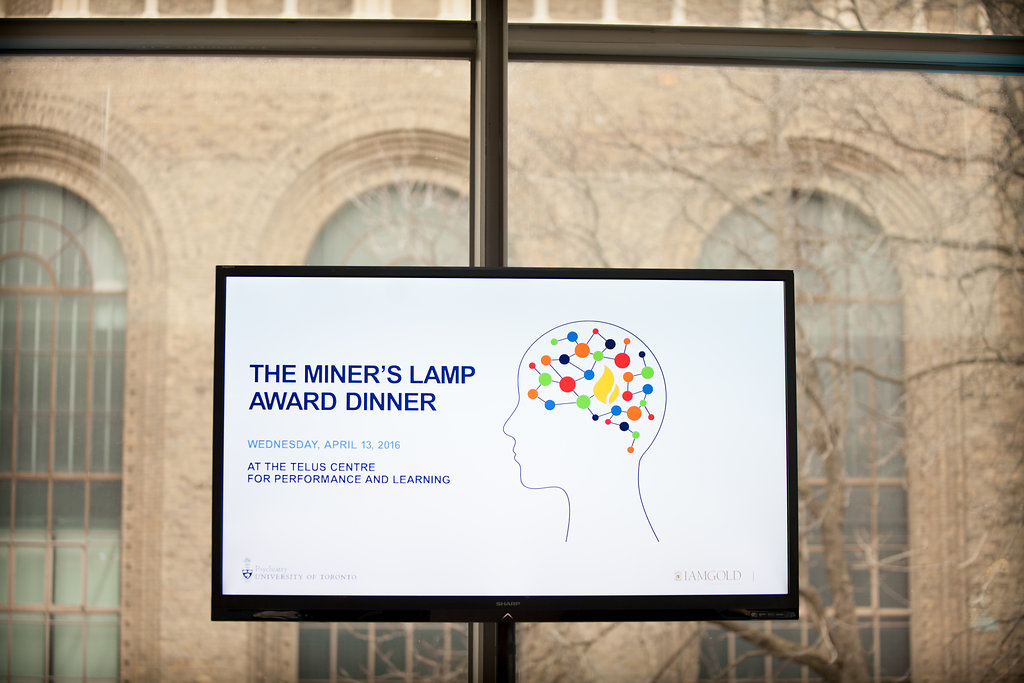 THE MINER'S LAMP
AWARD DINNER
WEDNESDAY, APRIL 13, 2016
AT THE TELUS CENTRE
FOR PERFORMANCE AND LEARNING
Psychiatry
UNIVERSITY OF TORONTO
IAMGOLD
SHARP